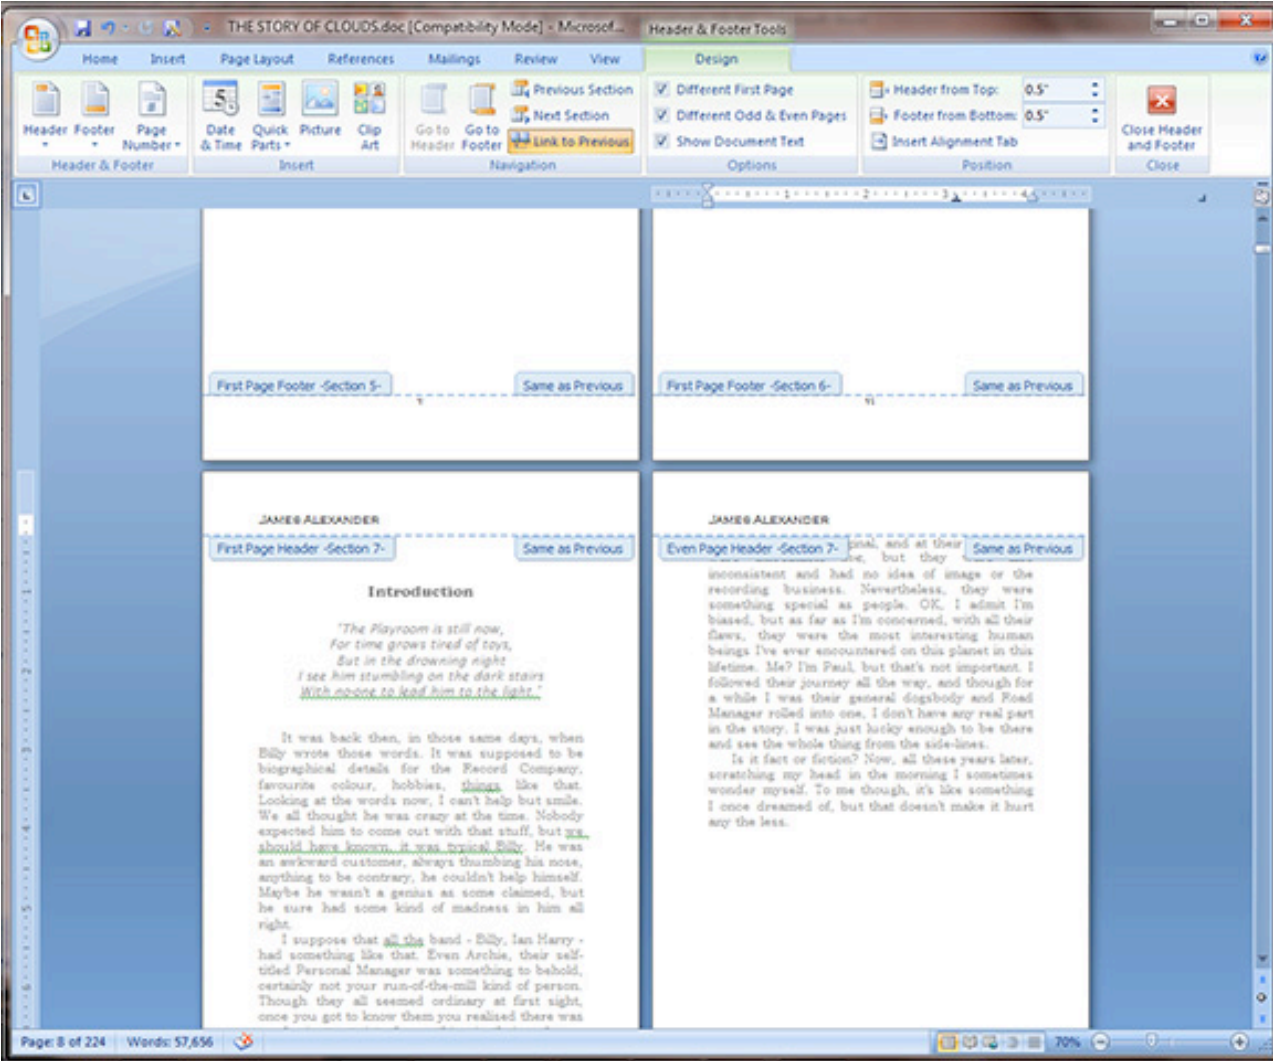 THE STORY OF CLOUDS.doc [Compatibility Mode] - Microsof...
Header & Footer Tools
Home Insert Page Layout References Mailings Review View Design
Header Footer Page Number
Header & Footer
Date & Time Quick Parts Picture Clip Art
Insert
Go to Header Go to Footer
Previous Section
Next Section
Link to Previous
Navigation
Different First Page
Different Odd & Even Pages
Show Document Text
Options
Header from Top: 0.5"
Footer from Bottom: 0.5"
Insert Alignment Tab
Position
Close Header and Footer
Close
1 2 3 4
First Page Footer -Section 5- Same as Previous
v
First Page Footer -Section 6- Same as Previous
vi
JAMES ALEXANDER
First Page Header -Section 7- Same as Previous
Introduction
"The Playroom is still now,
For time grows tired of toys,
But in the drowning night
I see him stumbling on the dark stairs
With no-one to lead him to the light."
It was back then, in those same days, when
Billy wrote those words. It was supposed to be
biographical details for the Record Company,
favourite colour, hobbies, things like that.
Looking at the words now, I can't help but smile.
We all thought he was crazy at the time. Nobody
expected him to come out with that stuff, but we
should have known, it was typical Billy. He was
an awkward customer, always thumbing his nose,
anything to be contrary, he couldn't help himself.
Maybe he wasn't a genius as some claimed, but
he sure had some kind of madness in him all
right.
I suppose that all the band - Billy, Ian Harry -
had something like that. Even Archie, their self-
titled Personal Manager was something to behold,
certainly not your run-of-the-mill kind of person.
Though they all seemed ordinary at first sight,
once you got to know them you realised there was
JAMES ALEXANDER
Even Page Header -Section 7- Same as Previous
and at their
but they
inconsistent and had no idea of image or the
recording business. Nevertheless, they were
something special as people. OK, I admit I'm
biased, but as far as I'm concerned, with all their
flaws, they were the most interesting human
beings I've ever encountered on this planet in this
lifetime. Me? I'm Paul, but that's not important. I
followed their journey all the way, and though for
a while I was their general dogsbody and Road
Manager rolled into one, I don't have any real part
in the story. I was just lucky enough to be there
and see the whole thing from the side-lines.
Is it fact or fiction? Now, all these years later,
scratching my head in the morning I sometimes
wonder myself. To me though, it's like something
I once dreamed of, but that doesn't make it hurt
any the less.
Page: 8 of 224 Words: 57,656 70%